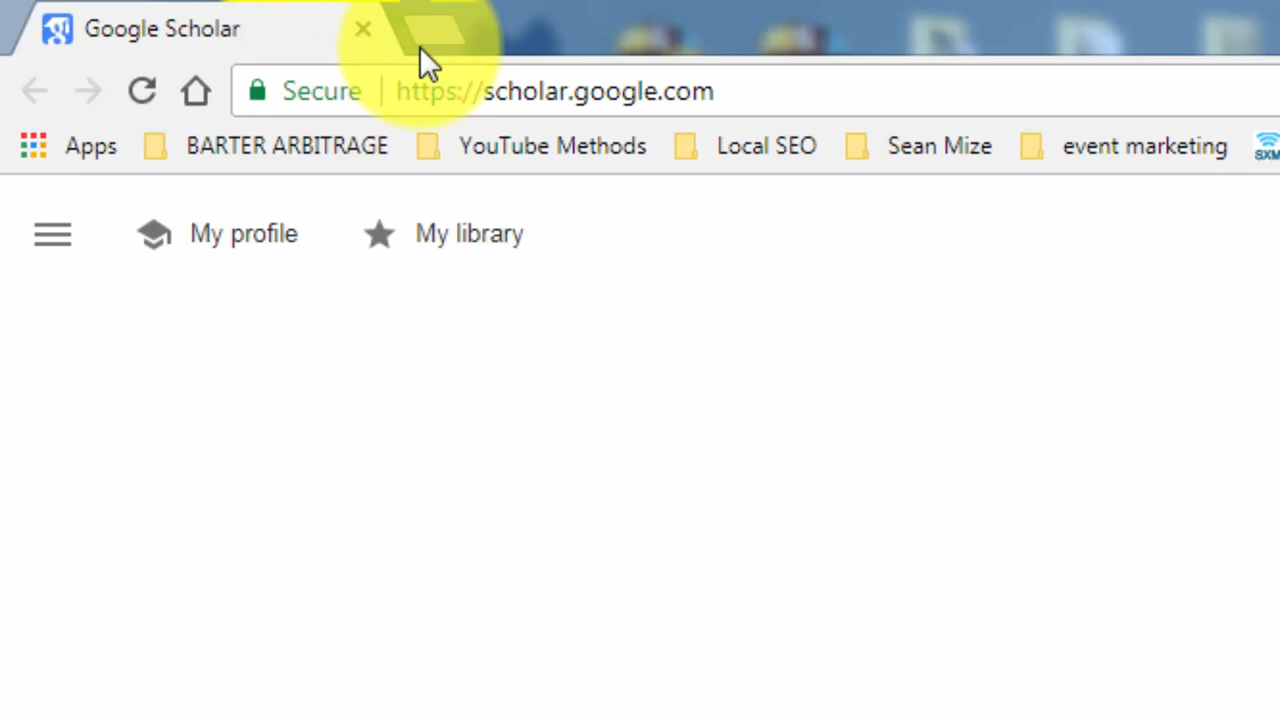 Google Scholar
Secure | https://scholar.google.com
Apps BARTER ARBITRAGE YouTube Methods Local SEO Sean Mize event marketing SXM
My profile My library